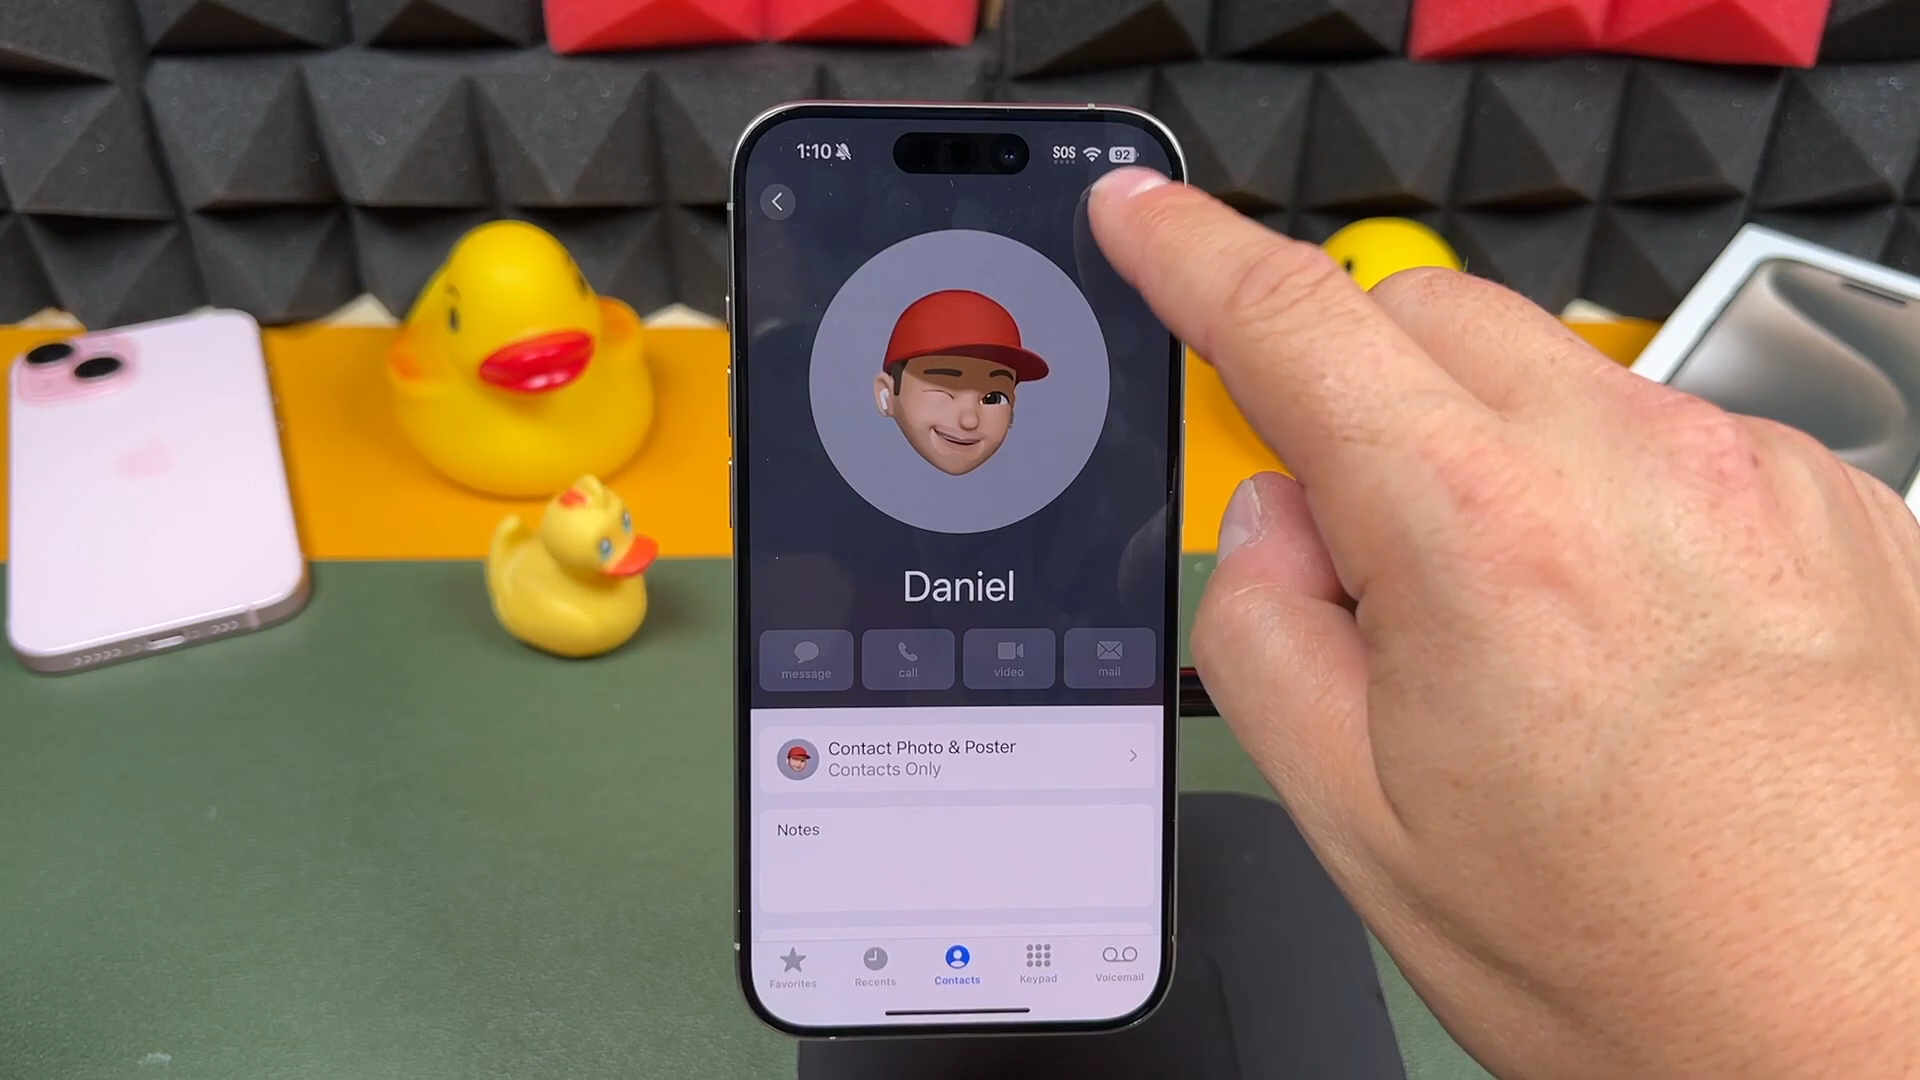 1:10
SOS
92
Daniel
message call video mail
Contact Photo & Poster
Contacts Only
Notes
Favorites Recents Contacts Keypad Voicemail